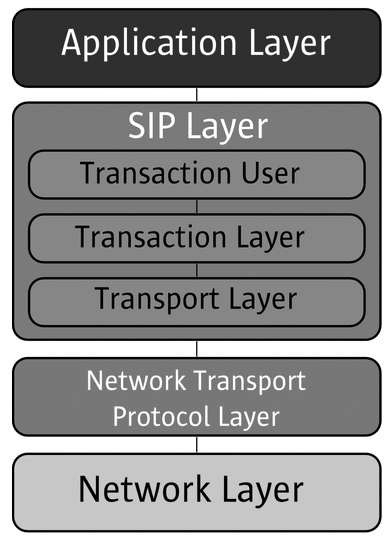 Application Layer
SIP Layer
Transaction User
Transaction Layer
Transport Layer
Network Transport
Protocol Layer
Network Layer